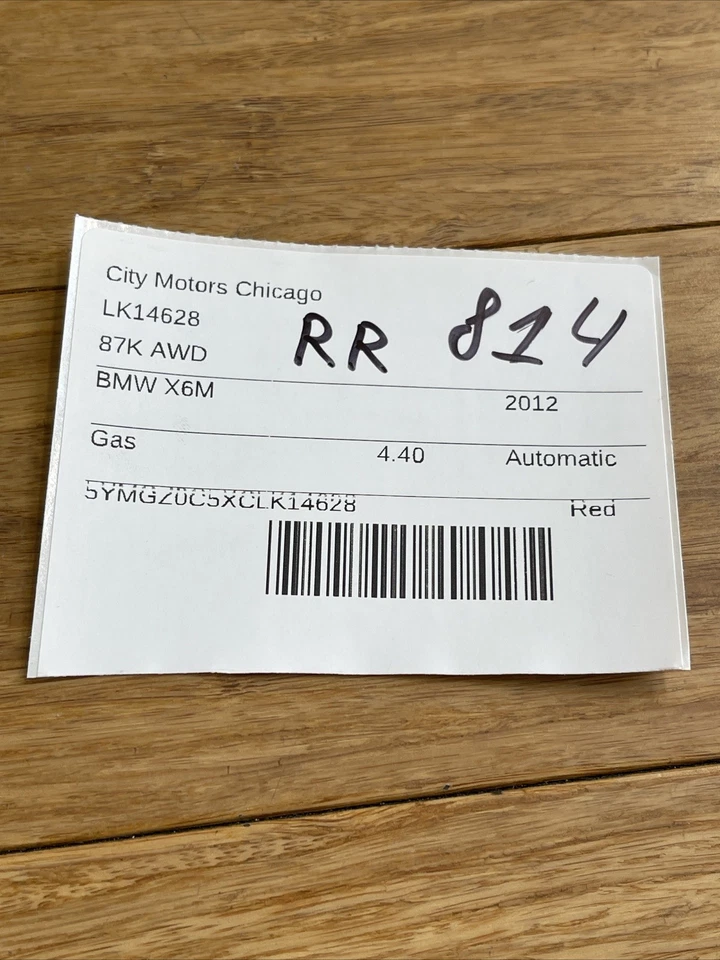 City Motors Chicago
LK14628
87K AWD
RR 814
BMW X6M 2012
Gas 4.40 Automatic
5YMGZ0C5XCLK14628 Red